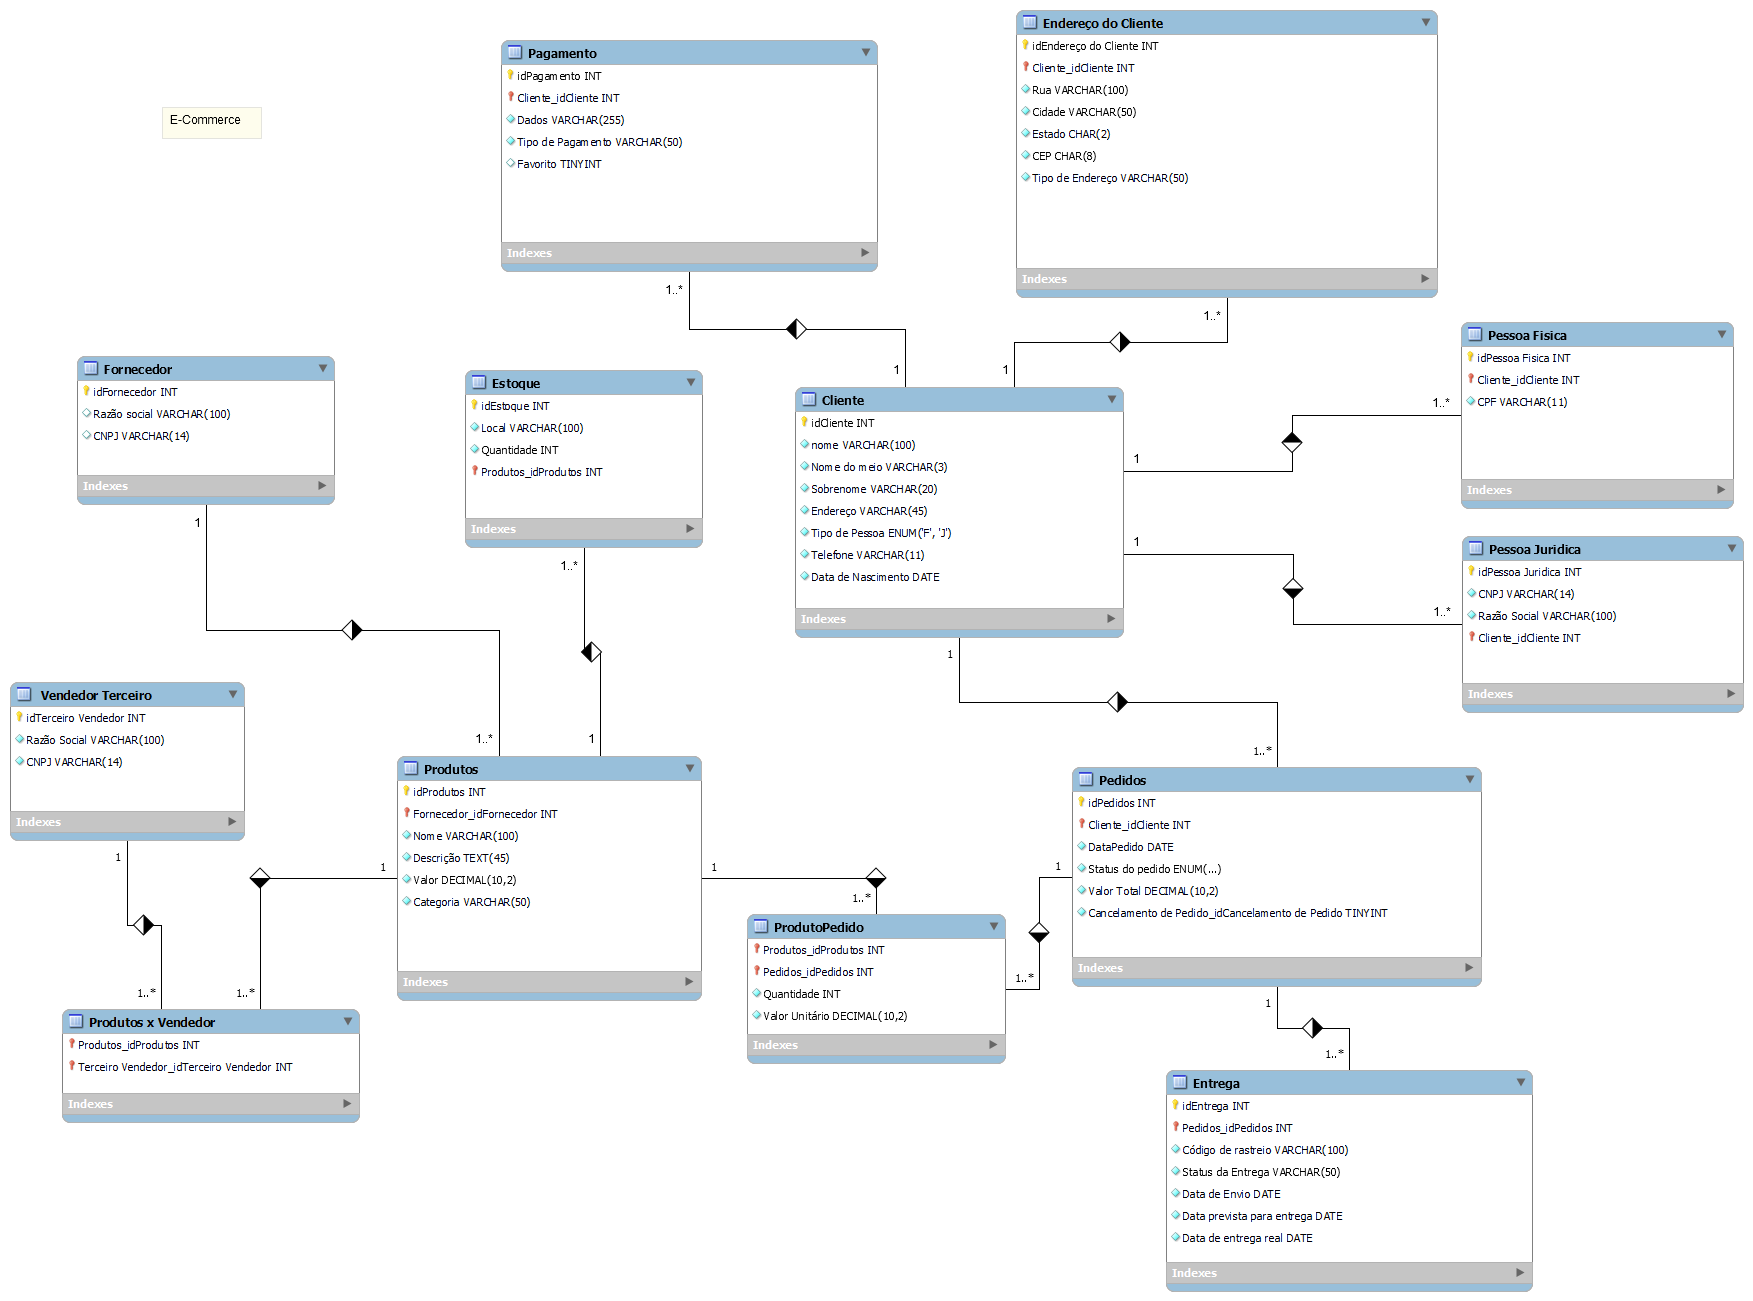 E-Commerce
Pagamento
idPagamento INT
Cliente_idCliente INT
Dados VARCHAR(255)
Tipo de Pagamento VARCHAR(50)
Favorito TINYINT
Indexes
1..*
1
Endereço do Cliente
idEndereço do Cliente INT
Cliente_idCliente INT
Rua VARCHAR(100)
Cidade VARCHAR(50)
Estado CHAR(2)
CEP CHAR(8)
Tipo de Endereço VARCHAR(50)
Indexes
1..*
1
Fornecedor
idFornecedor INT
Razão social VARCHAR(100)
CNPJ VARCHAR(14)
Indexes
1
1..*
Estoque
idEstoque INT
Local VARCHAR(100)
Quantidade INT
Produtos_idProdutos INT
Indexes
1..*
1
Cliente
idCliente INT
nome VARCHAR(100)
Nome do meio VARCHAR(3)
Sobrenome VARCHAR(20)
Endereço VARCHAR(45)
Tipo de Pessoa ENUM('F', 'J')
Telefone VARCHAR(11)
Data de Nascimento DATE
Indexes
1
1..*
Pessoa Fisica
idPessoa Fisica INT
Cliente_idCliente INT
CPF VARCHAR(11)
Indexes
1
1..*
Pessoa Juridica
idPessoa Juridica INT
CNPJ VARCHAR(14)
Razão Social VARCHAR(100)
Cliente_idCliente INT
Indexes
1
1..*
Vendedor Terceiro
idTerceiro Vendedor INT
Razão Social VARCHAR(100)
CNPJ VARCHAR(14)
Indexes
1
1..*
Produtos
idProdutos INT
Fornecedor_idFornecedor INT
Nome VARCHAR(100)
Descrição TEXT(45)
Valor DECIMAL(10,2)
Categoria VARCHAR(50)
Indexes
1
1..*
1
1..*
Pedidos
idPedidos INT
Cliente_idCliente INT
DataPedido DATE
Status do pedido ENUM(...)
Valor Total DECIMAL(10,2)
Cancelamento de Pedido_idCancelamento de Pedido TINYINT
Indexes
1
1..*
ProdutoPedido
Produtos_idProdutos INT
Pedidos_idPedidos INT
Quantidade INT
Valor Unitário DECIMAL(10,2)
Indexes
Produtos x Vendedor
Produtos_idProdutos INT
Terceiro Vendedor_idTerceiro Vendedor INT
Indexes
1
1..*
Entrega
idEntrega INT
Pedidos_idPedidos INT
Código de rastreio VARCHAR(100)
Status da Entrega VARCHAR(50)
Data de Envio DATE
Data prevista para entrega DATE
Data de entrega real DATE
Indexes